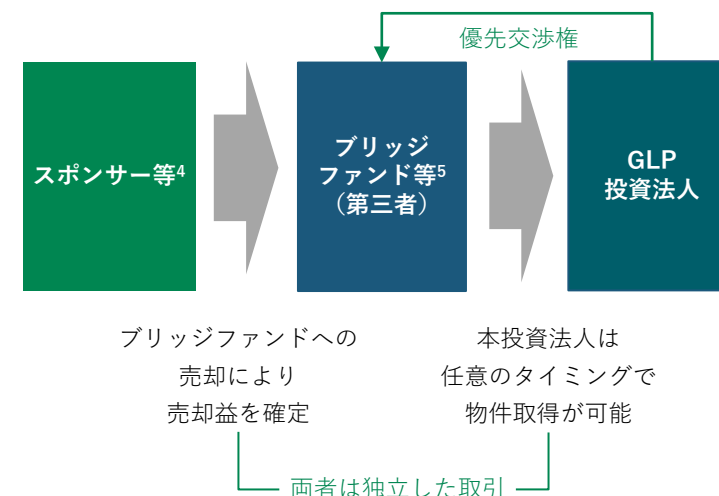 優先交渉権
スポンサー等4
ブリッジ
ファンド等5
（第三者）
GLP
投資法人
ブリッジファンドへの
売却により
売却益を確定
本投資法人は
任意のタイミングで
物件取得が可能
両者は独立した取引